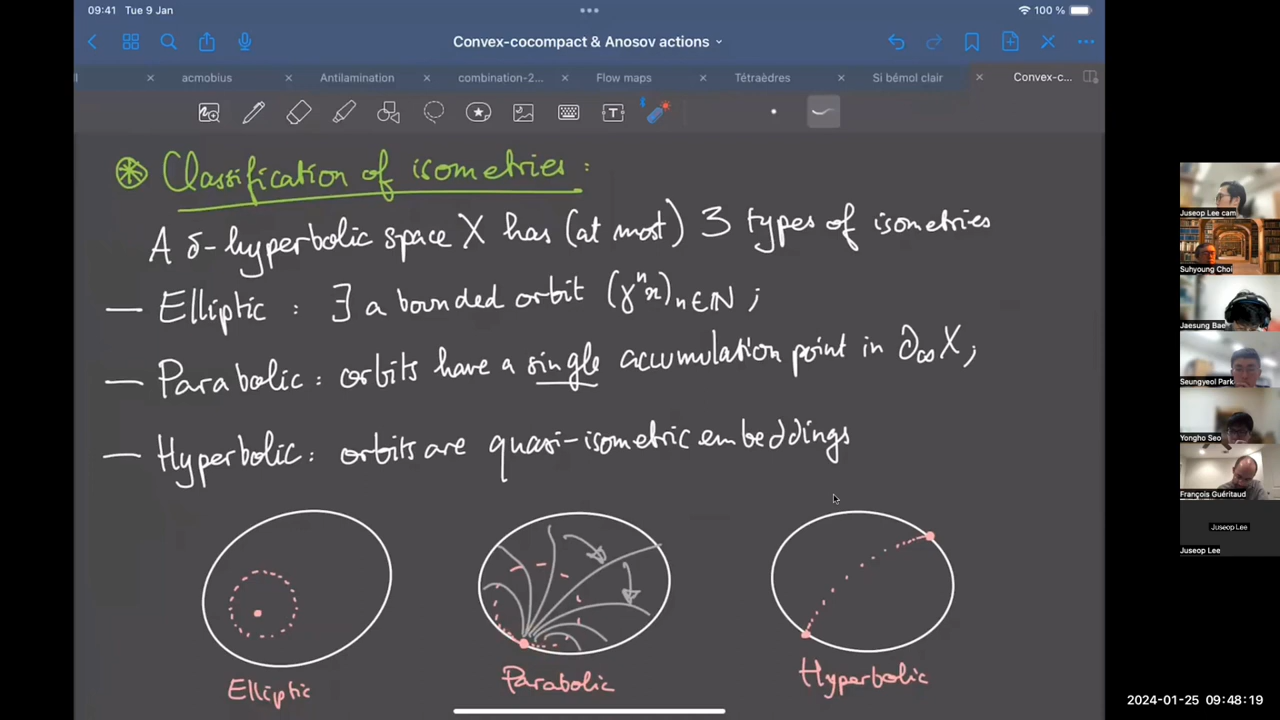 09:41 Tue 9 Jan
100 %
Convex-cocompact & Anosov actions
acmobius
Antilamination
combination-2...
Flow maps
Tétraèdres
Si bémol clair
Convex-c...
Classification of isometries :
A δ-hyperbolic space X has (at most) 3 types of isometries
— Elliptic : ∃ a bounded orbit (γⁿx)ₙ∈ℕ ;
— Parabolic : orbits have a single accumulation point in ∂∞X ;
— Hyperbolic : orbits are quasi-isometric embeddings
Elliptic
Parabolic
Hyperbolic
Juseop Lee cam
Suhyoung Choi
Jaesung Bae
Seungyeol Park
Yongho Seo
François Guéritaud
Juseop Lee
Juseop Lee
2024-01-25 09:48:19